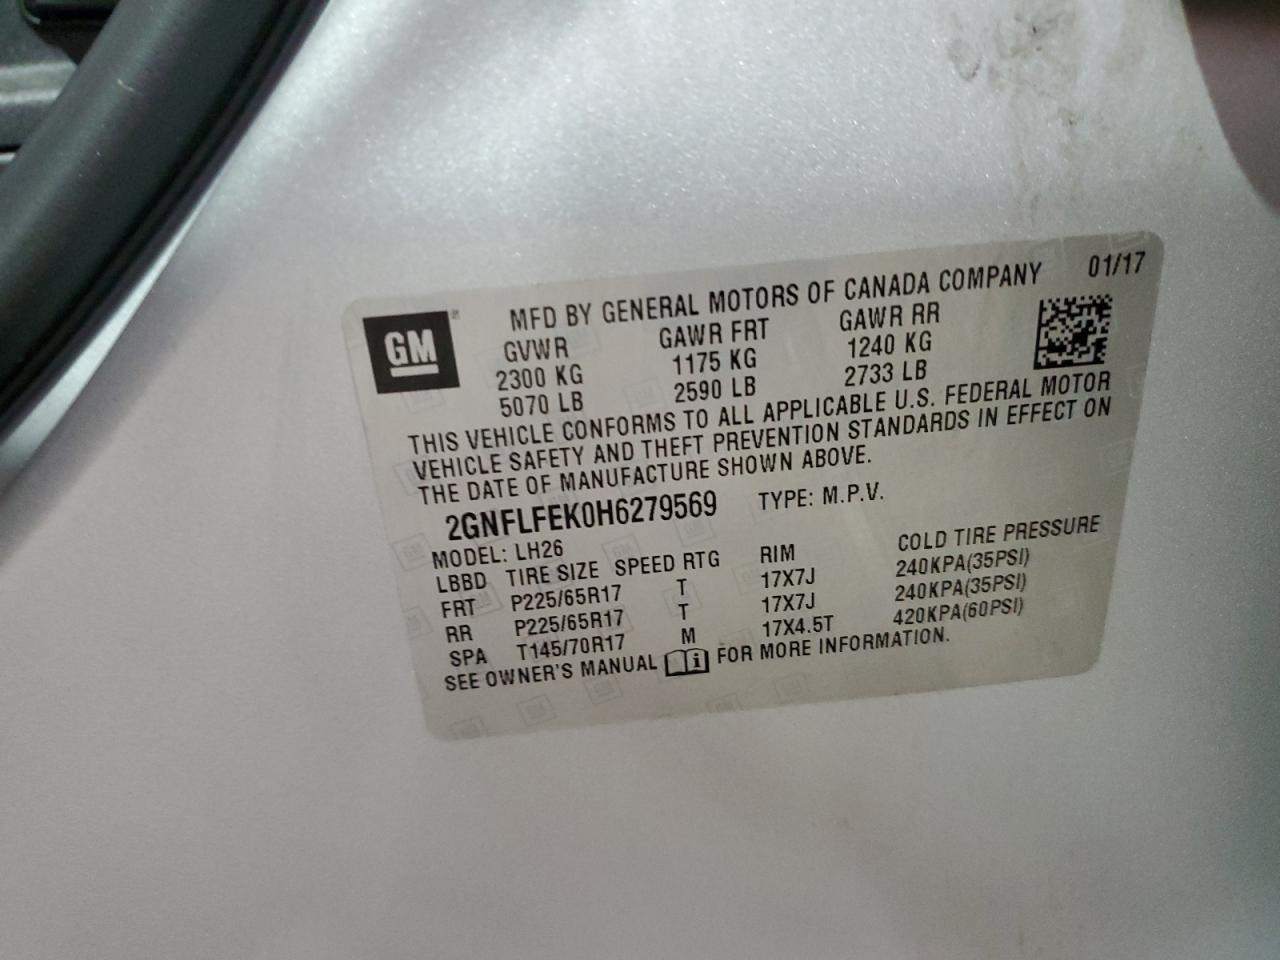 GM
MFD BY GENERAL MOTORS OF CANADA COMPANY 01/17
GVWR GAWR FRT GAWR RR
2300 KG 1175 KG 1240 KG
5070 LB 2590 LB 2733 LB
THIS VEHICLE CONFORMS TO ALL APPLICABLE U.S. FEDERAL MOTOR
VEHICLE SAFETY AND THEFT PREVENTION STANDARDS IN EFFECT ON
THE DATE OF MANUFACTURE SHOWN ABOVE.
2GNFLFEK0H6279569 TYPE: M.P.V.
MODEL: LH26
LBBD TIRE SIZE SPEED RTG RIM COLD TIRE PRESSURE
FRT P225/65R17 T 17X7J 240KPA(35PSI)
RR P225/65R17 T 17X7J 240KPA(35PSI)
SPA T145/70R17 M 17X4.5T 420KPA(60PSI)
SEE OWNER'S MANUAL FOR MORE INFORMATION.